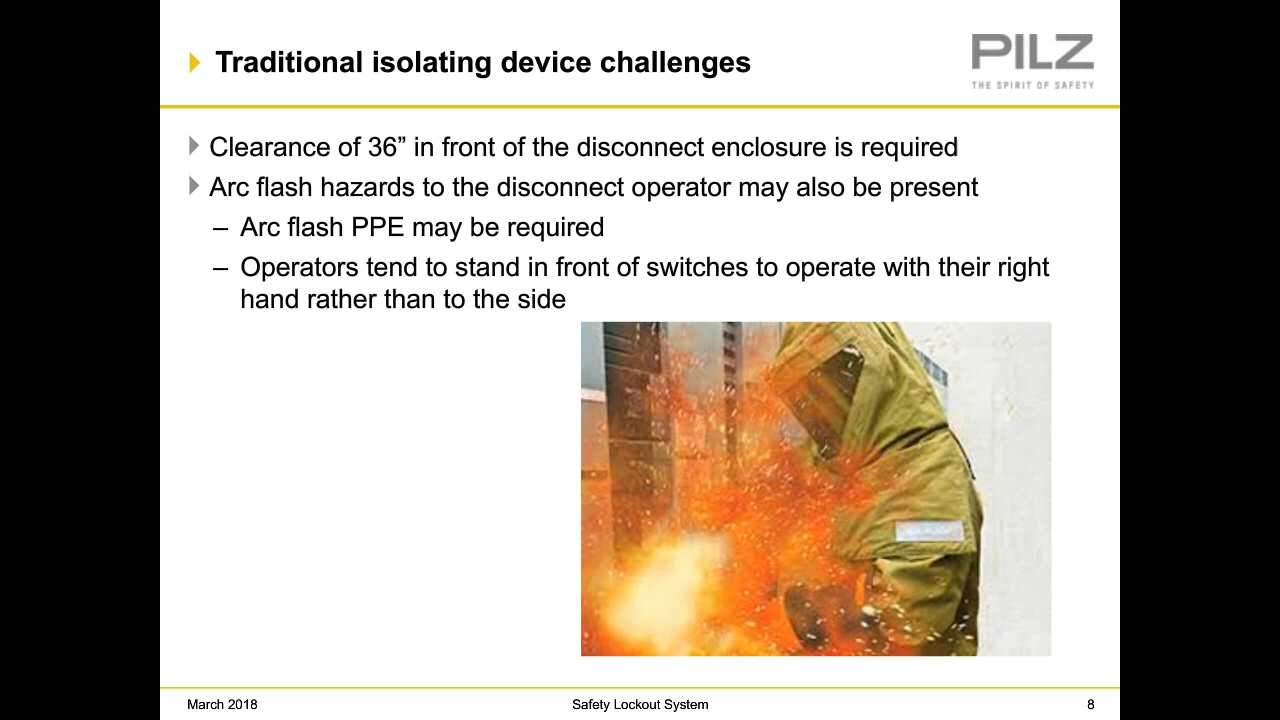 Traditional isolating device challenges
PILZ
THE SPIRIT OF SAFETY
Clearance of 36” in front of the disconnect enclosure is required
Arc flash hazards to the disconnect operator may also be present
– Arc flash PPE may be required
– Operators tend to stand in front of switches to operate with their right
hand rather than to the side
March 2018
Safety Lockout System
8